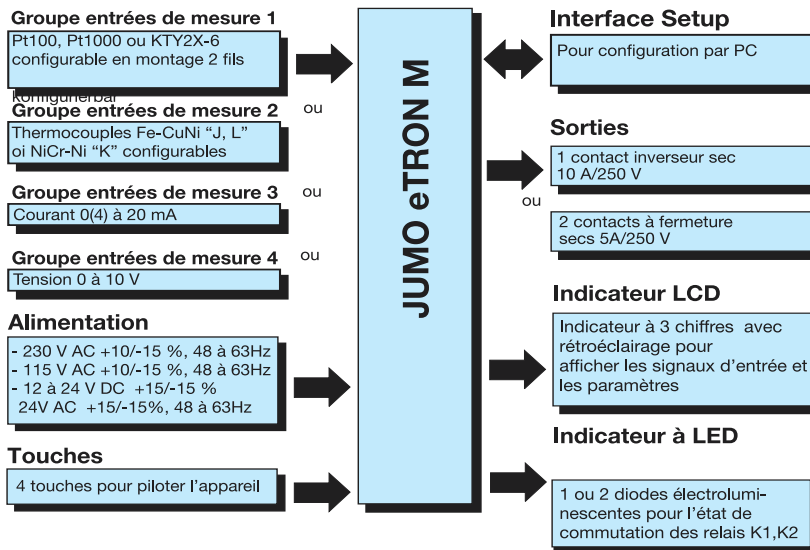 Groupe entrées de mesure 1
Pt100, Pt1000 ou KTY2X-6
configurable en montage 2 fils
konfigurierbar
ou
Groupe entrées de mesure 2
Thermocouples Fe-CuNi “J, L”
oi NiCr-Ni “K” configurables
Groupe entrées de mesure 3
ou
Courant 0(4) à 20 mA
Groupe entrées de mesure 4
ou
Tension 0 à 10 V
Alimentation
- 230 V AC +10/-15 %, 48 à 63Hz
- 115 V AC +10/-15 %, 48 à 63Hz
- 12 à 24 V DC +15/-15 %
24V AC +15/-15%, 48 à 63Hz
Touches
4 touches pour piloter l’appareil
JUMO eTRON M
Interface Setup
Pour configuration par PC
Sorties
1 contact inverseur sec
10 A/250 V
ou
2 contacts à fermeture
secs 5A/250 V
Indicateur LCD
Indicateur à 3 chiffres avec
rétroéclairage pour
afficher les signaux d’entrée et
les paramètres
Indicateur à LED
1 ou 2 diodes électrolumi-
nescentes pour l’état de
commutation des relais K1,K2